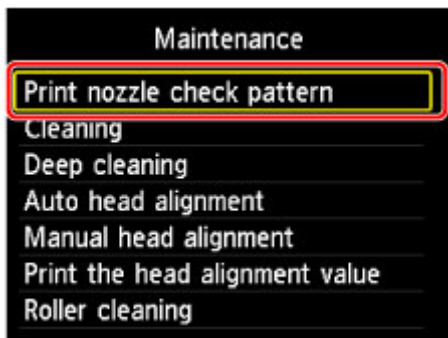 Maintenance
Print nozzle check pattern
Cleaning
Deep cleaning
Auto head alignment
Manual head alignment
Print the head alignment value
Roller cleaning